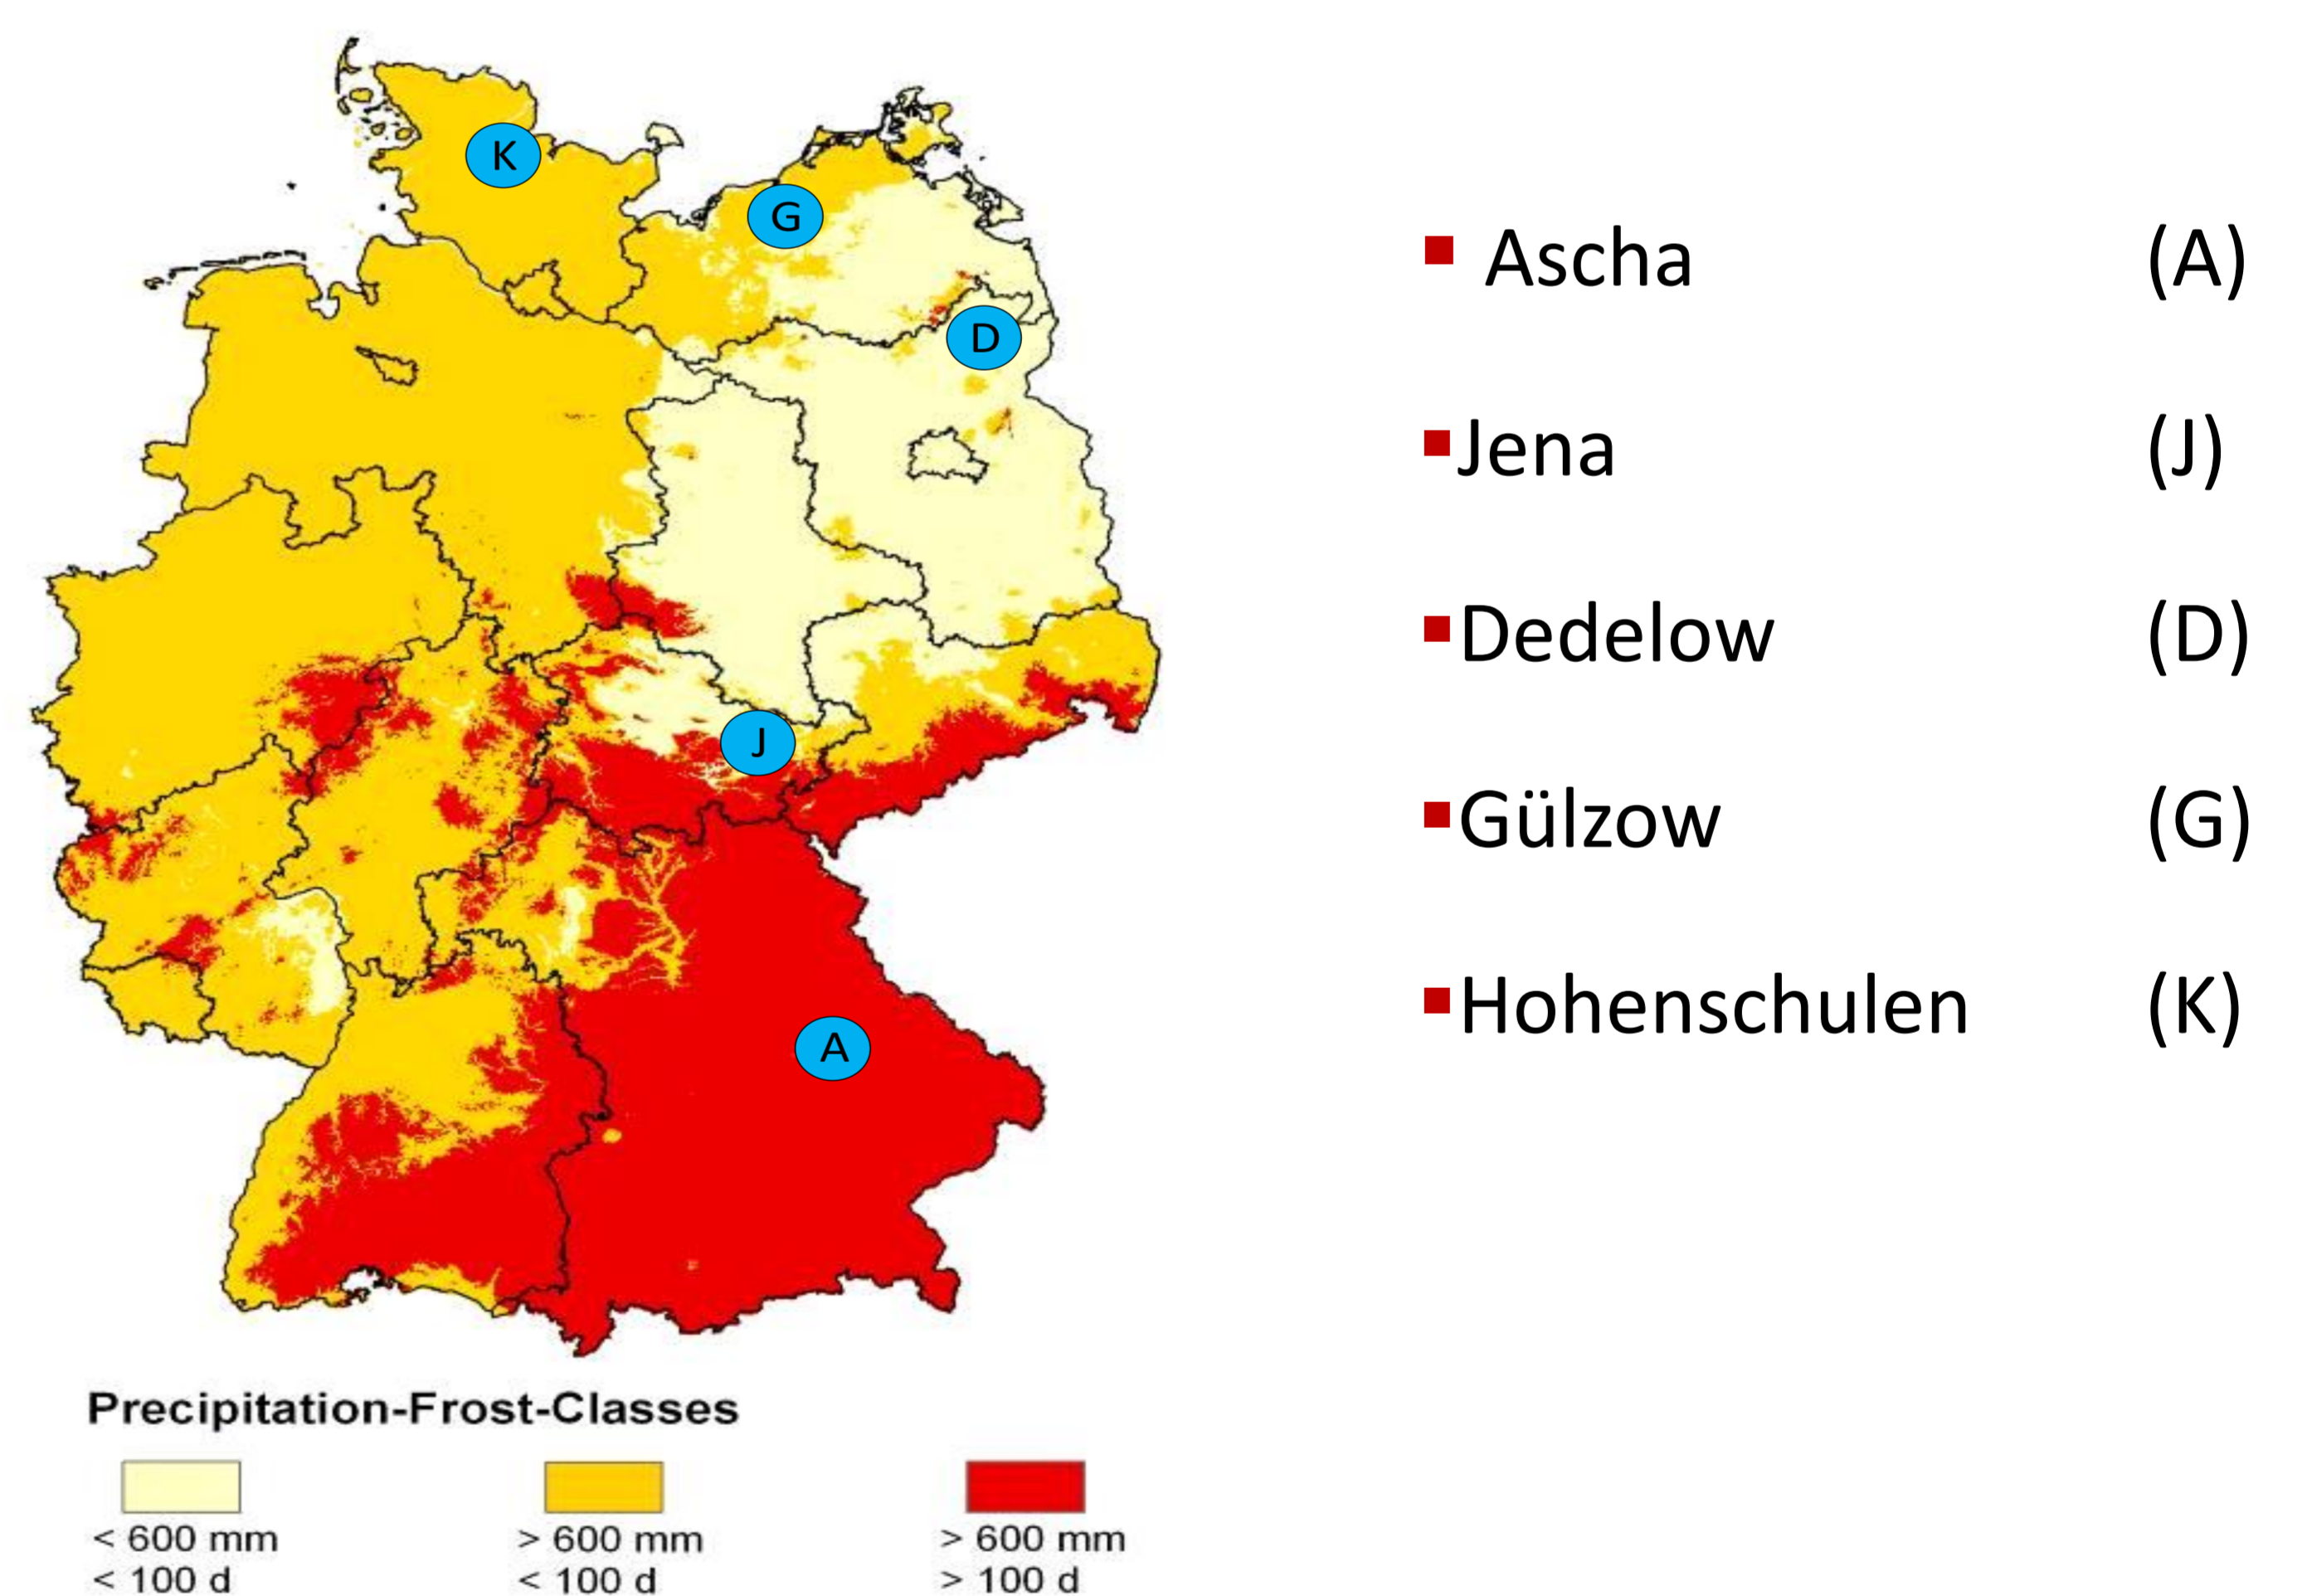 K
G
D
J
A
Ascha (A)
Jena (J)
Dedelow (D)
Gülzow (G)
Hohenschulen (K)
Precipitation-Frost-Classes
< 600 mm > 600 mm > 600 mm
< 100 d < 100 d > 100 d